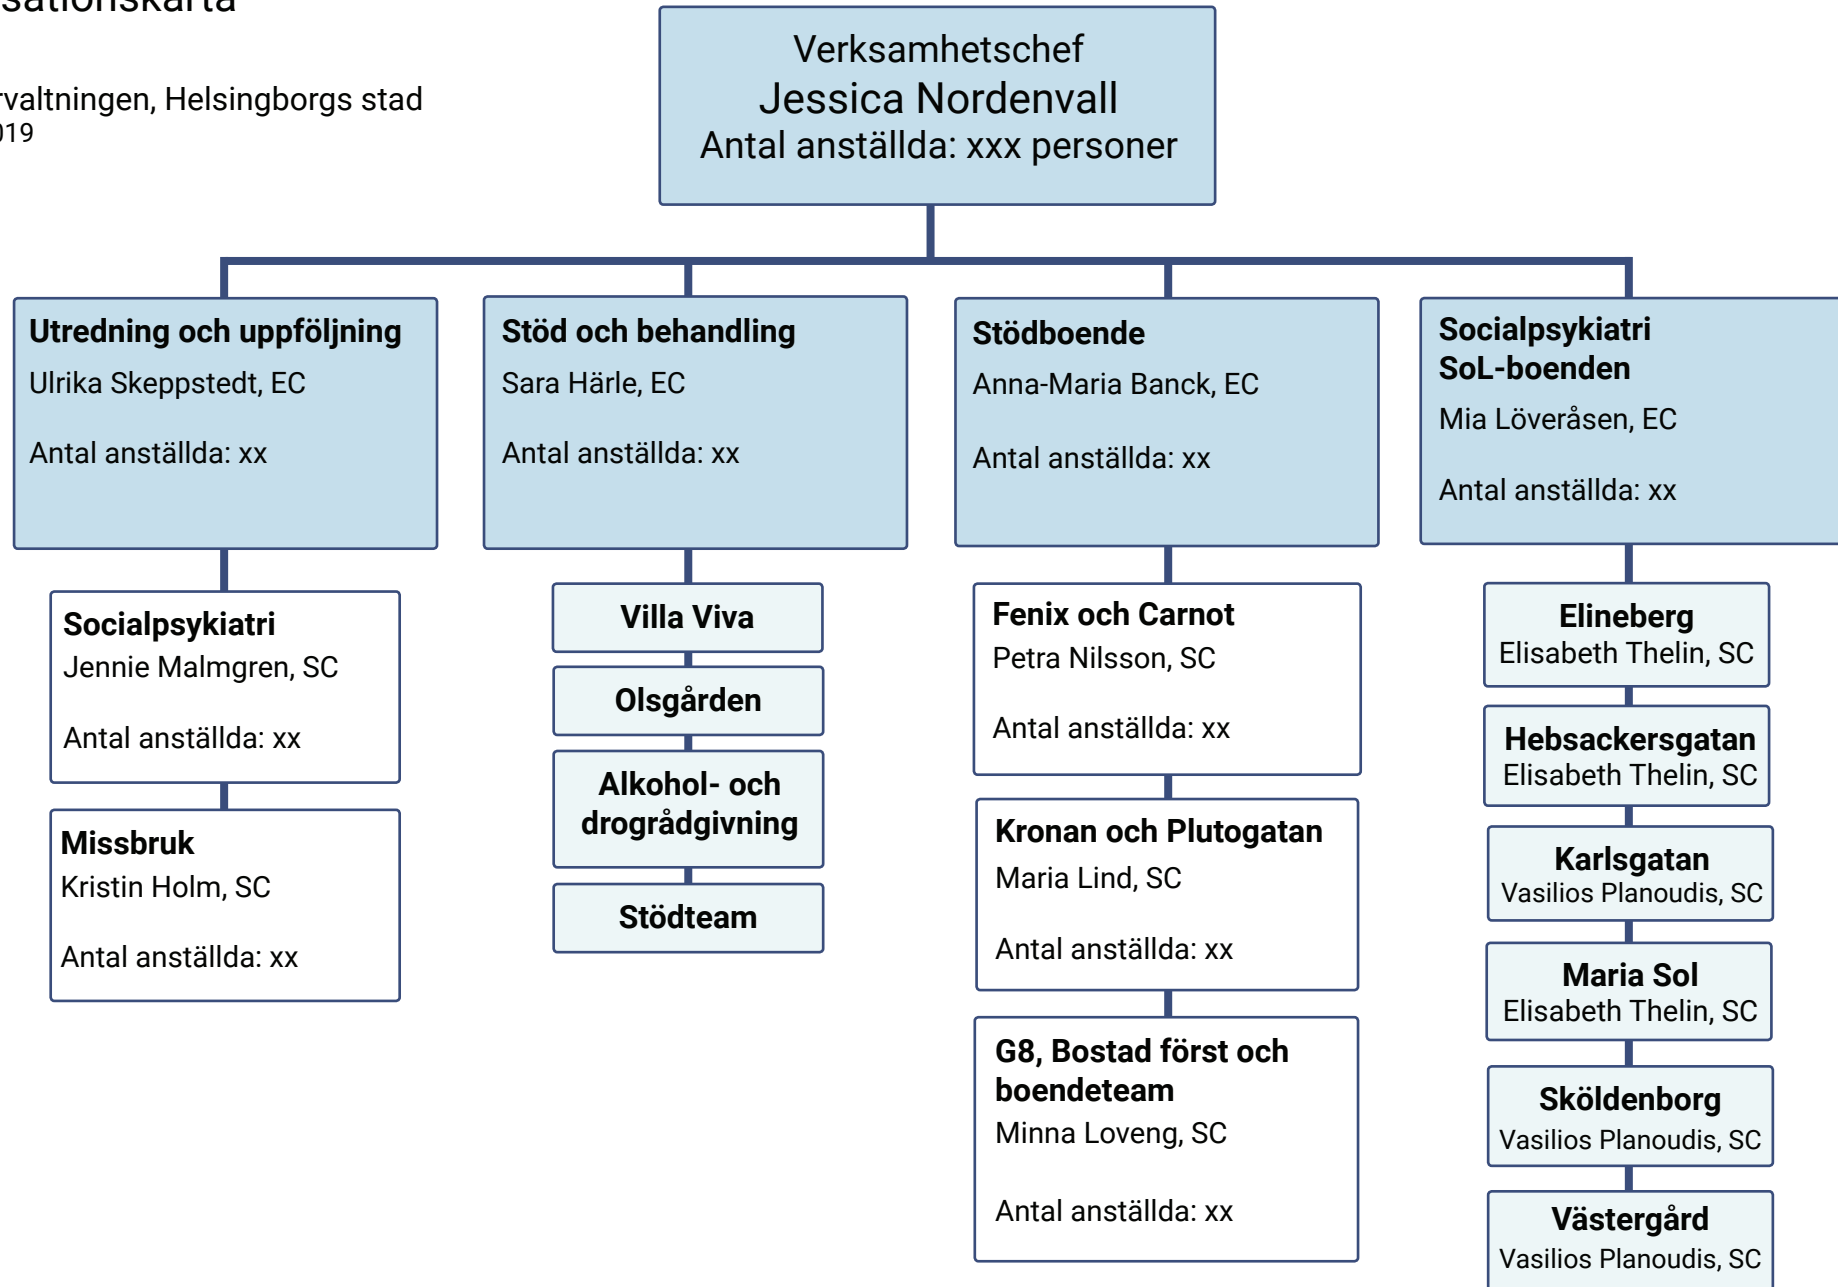 sationskarta
rvaltningen, Helsingborgs stad
019
Verksamhetschef
Jessica Nordenvall
Antal anställda: xxx personer
Utredning och uppföljning
Ulrika Skeppstedt, EC
Antal anställda: xx
Socialpsykiatri
Jennie Malmgren, SC
Antal anställda: xx
Missbruk
Kristin Holm, SC
Antal anställda: xx
Stöd och behandling
Sara Härle, EC
Antal anställda: xx
Villa Viva
Olsgården
Alkohol- och
drogrådgivning
Stödteam
Stödboende
Anna-Maria Banck, EC
Antal anställda: xx
Fenix och Carnot
Petra Nilsson, SC
Antal anställda: xx
Kronan och Plutogatan
Maria Lind, SC
Antal anställda: xx
G8, Bostad först och
boendeteam
Minna Loveng, SC
Antal anställda: xx
Socialpsykiatri
SoL-boenden
Mia Löveråsen, EC
Antal anställda: xx
Elineberg
Elisabeth Thelin, SC
Hebsackersgatan
Elisabeth Thelin, SC
Karlsgatan
Vasilios Planoudis, SC
Maria Sol
Elisabeth Thelin, SC
Sköldenborg
Vasilios Planoudis, SC
Västergård
Vasilios Planoudis, SC